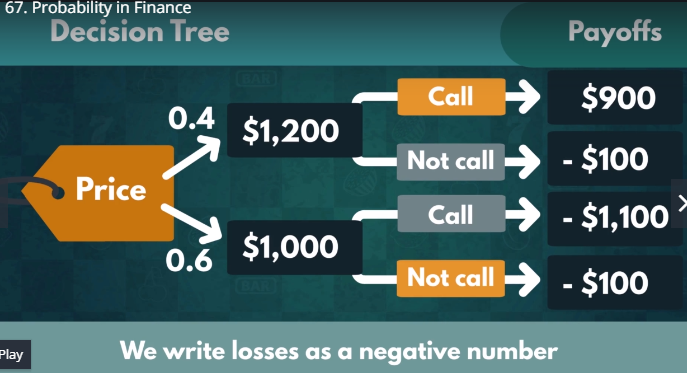 67. Probability in Finance
Decision Tree
Payoffs
Call
$900
0.4
$1,200
Not call
- $100
Price
Call
- $1,100
0.6
$1,000
Not call
- $100
Play
We write losses as a negative number